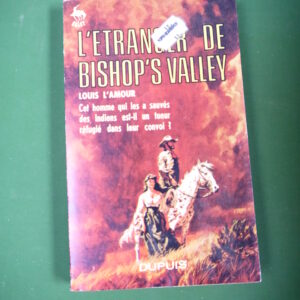 L'ETRANGER DE
BISHOP'S VALLEY
LOUIS L'AMOUR
Cet homme qui les a sauvés
des Indiens est-il un tueur
réfugié dans leur convoi ?
DUPUIS